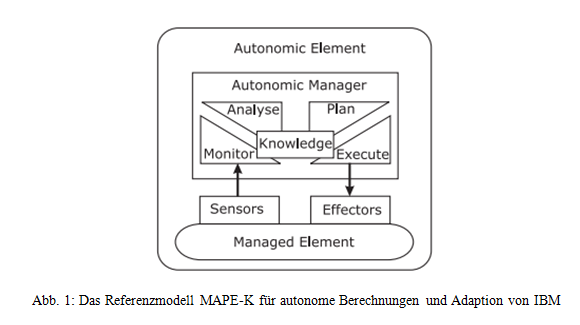 Autonomic Element
Autonomic Manager
Analyse
Plan
Knowledge
Monitor
Execute
Sensors
Effectors
Managed Element
Abb. 1: Das Referenzmodell MAPE-K für autonome Berechnungen und Adaption von IBM